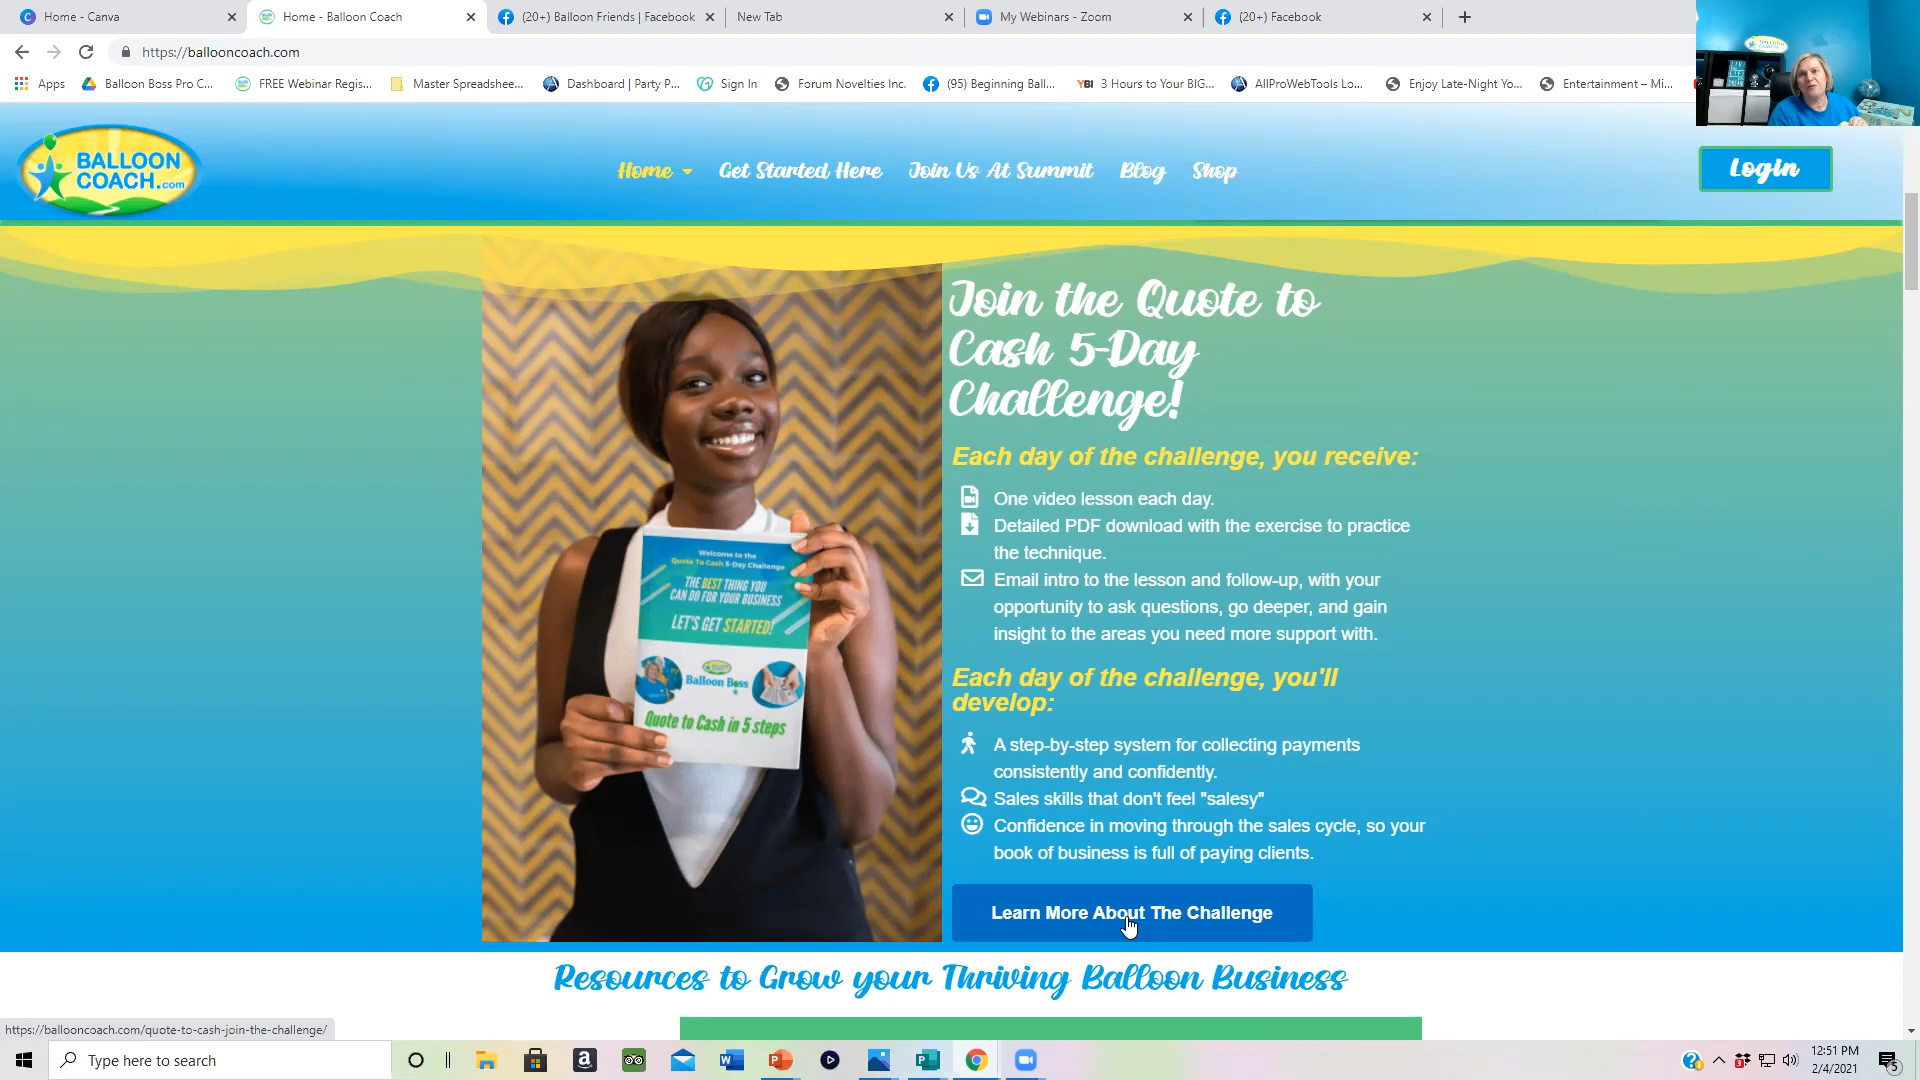 Home - Canva
Home - Balloon Coach
(20+) Balloon Friends | Facebook
New Tab
My Webinars - Zoom
(20+) Facebook
https://ballooncoach.com
Apps
Balloon Boss Pro C...
FREE Webinar Regis...
Master Spreadshee...
Dashboard | Party P...
Sign In
Forum Novelties Inc.
(95) Beginning Ball...
YBI 3 Hours to Your BIG...
AllProWebTools Lo...
Enjoy Late-Night Yo...
Entertainment – Mi...
BALLOON
COACH.com
Home
Get Started Here
Join Us At Summit
Blog
Shop
Login
Join the Quote to
Cash 5-Day
Challenge!
Each day of the challenge, you receive:
One video lesson each day.
Detailed PDF download with the exercise to practice
the technique.
Email intro to the lesson and follow-up, with your
opportunity to ask questions, go deeper, and gain
insight to the areas you need more support with.
Each day of the challenge, you'll
develop:
A step-by-step system for collecting payments
consistently and confidently.
Sales skills that don't feel "salesy"
Confidence in moving through the sales cycle, so your
book of business is full of paying clients.
Learn More About The Challenge
Welcome to the
Quote To Cash 5-Day Challenge
THE BEST THING YOU
CAN DO FOR YOUR BUSINESS
LET'S GET STARTED!
Balloon Boss
Quote to Cash in 5 steps
Resources to Grow your Thriving Balloon Business
https://ballooncoach.com/quote-to-cash-join-the-challenge/
Type here to search
12:51 PM
2/4/2021
5